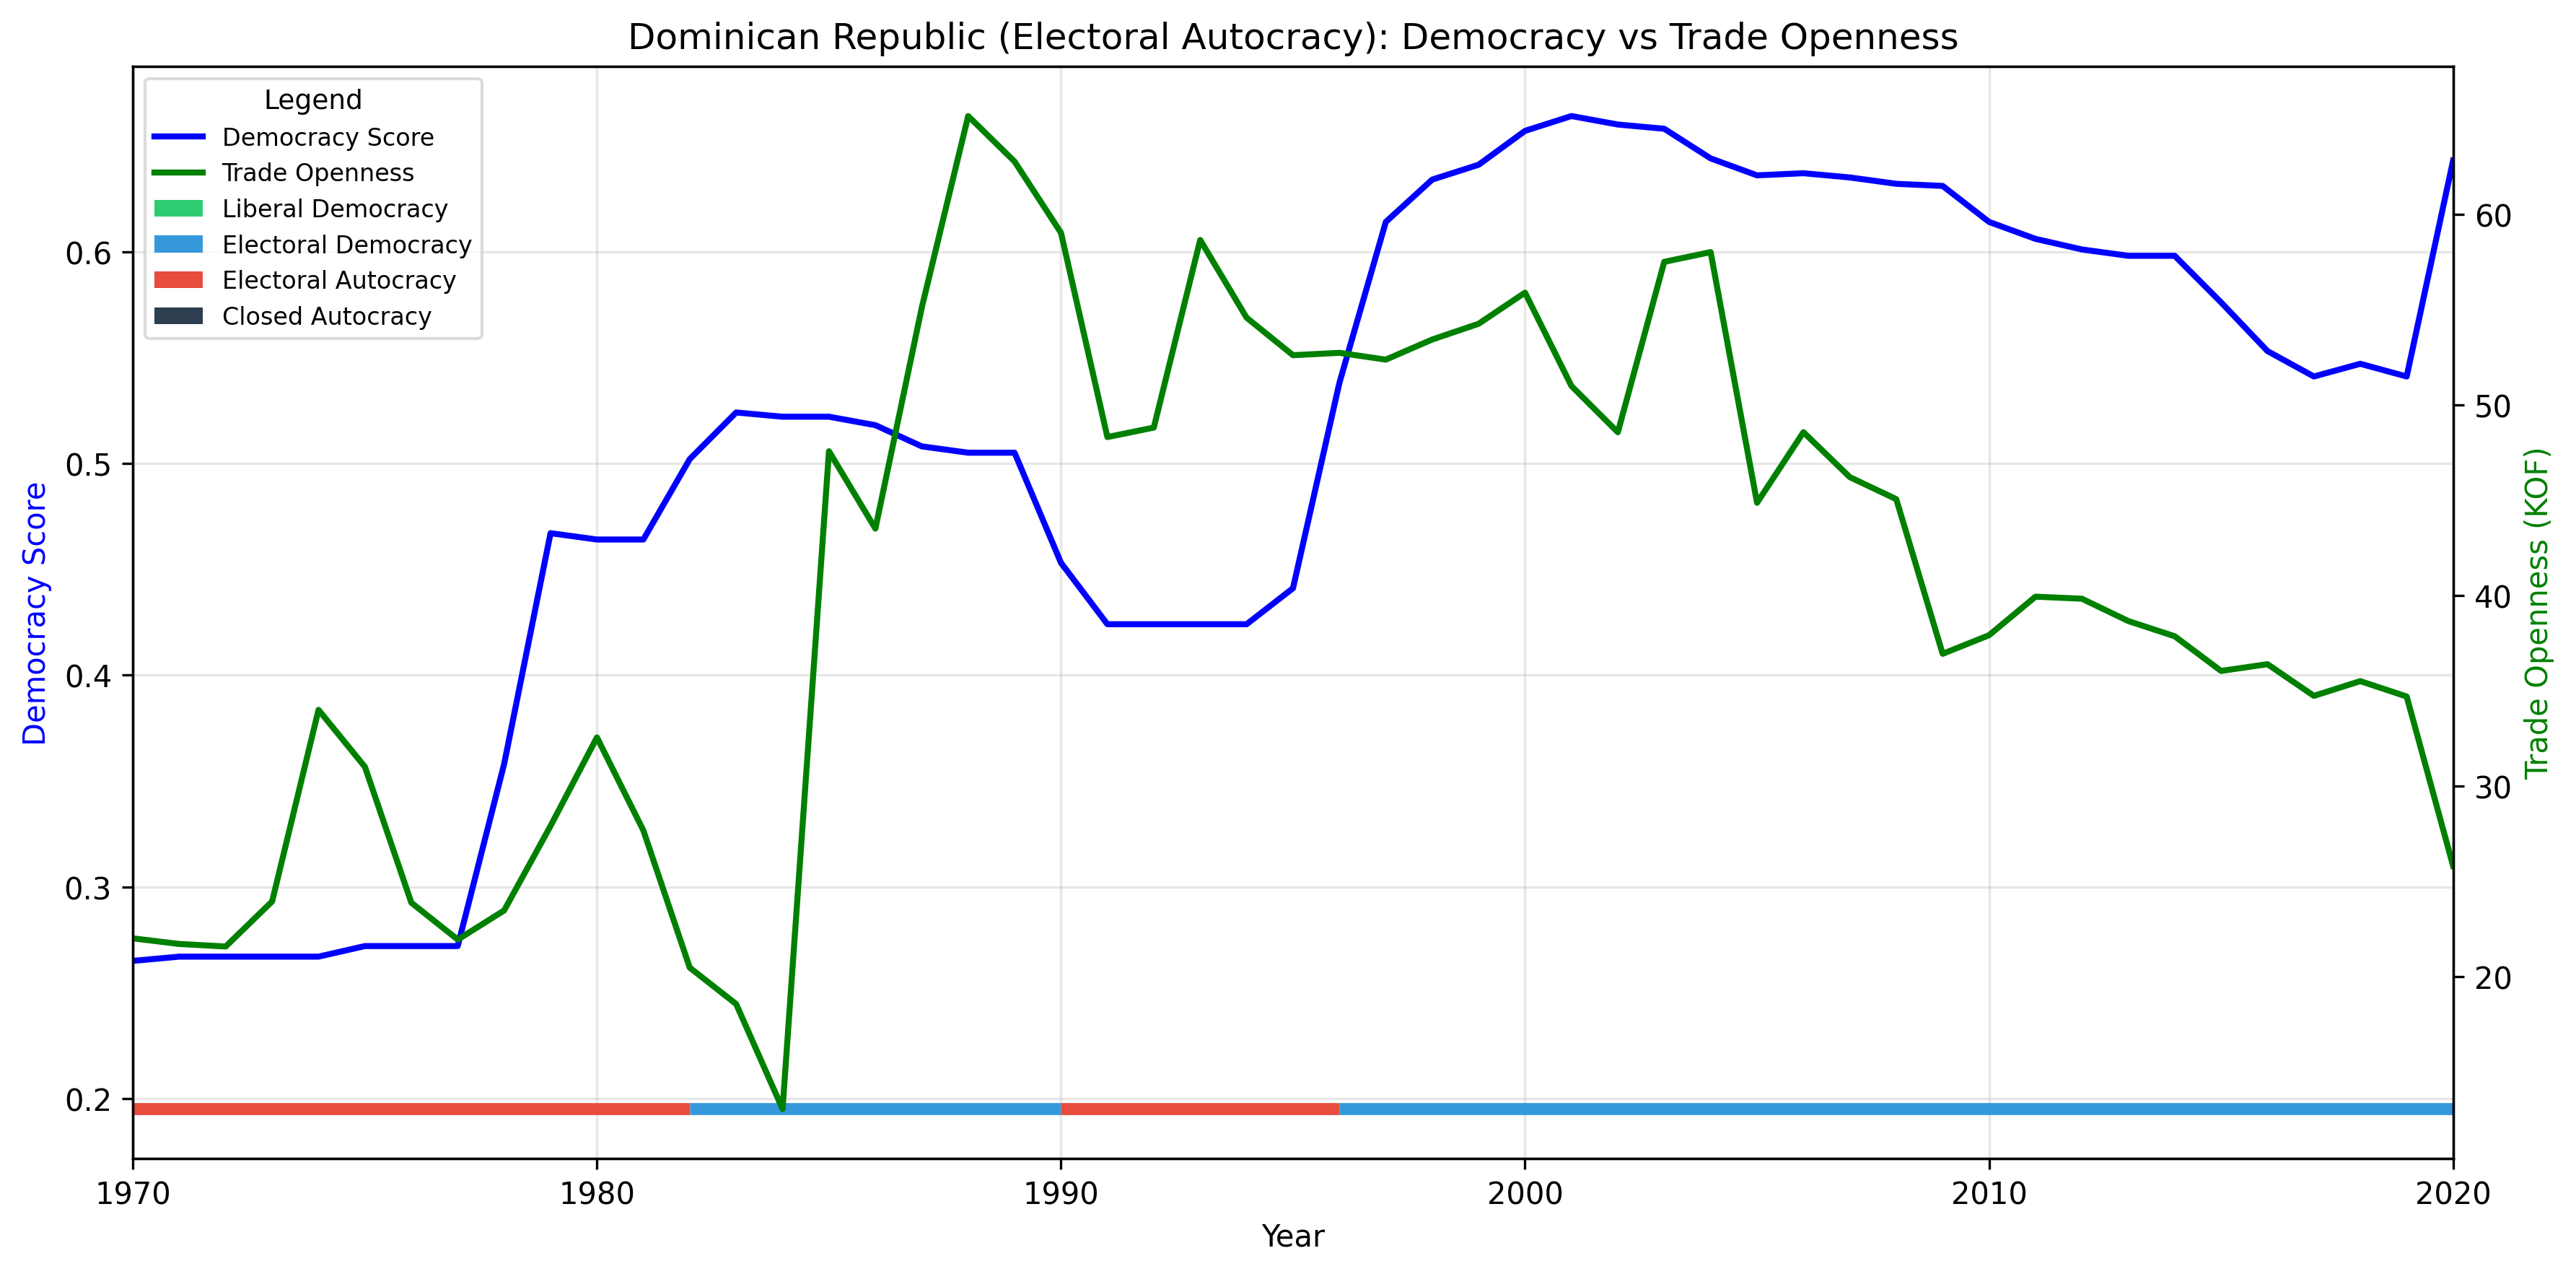 Dominican Republic (Electoral Autocracy): Democracy vs Trade Openness
Legend
Democracy Score
Trade Openness
Liberal Democracy
Electoral Democracy
Electoral Autocracy
Closed Autocracy
Democracy Score
0.6
0.5
0.4
0.3
0.2
60
50
40
30
20
Trade Openness (KOF)
1970
1980
1990
2000
2010
2020
Year